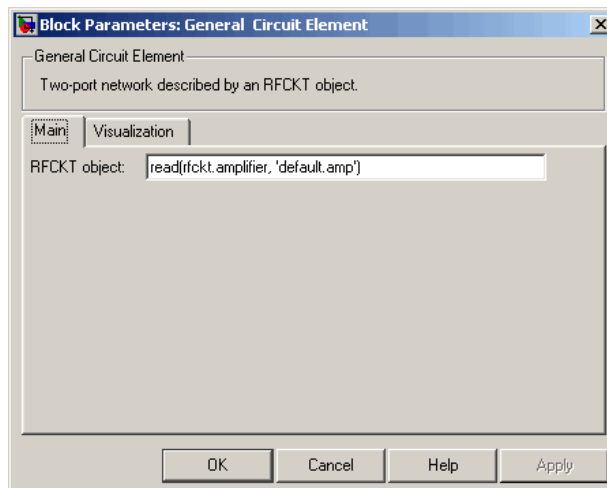 Block Parameters: General Circuit Element
General Circuit Element
Two-port network described by an RFCKT object.
Main Visualization
RFCKT object: read(rfckt.amplifier, 'default.amp')
OK Cancel Help Apply